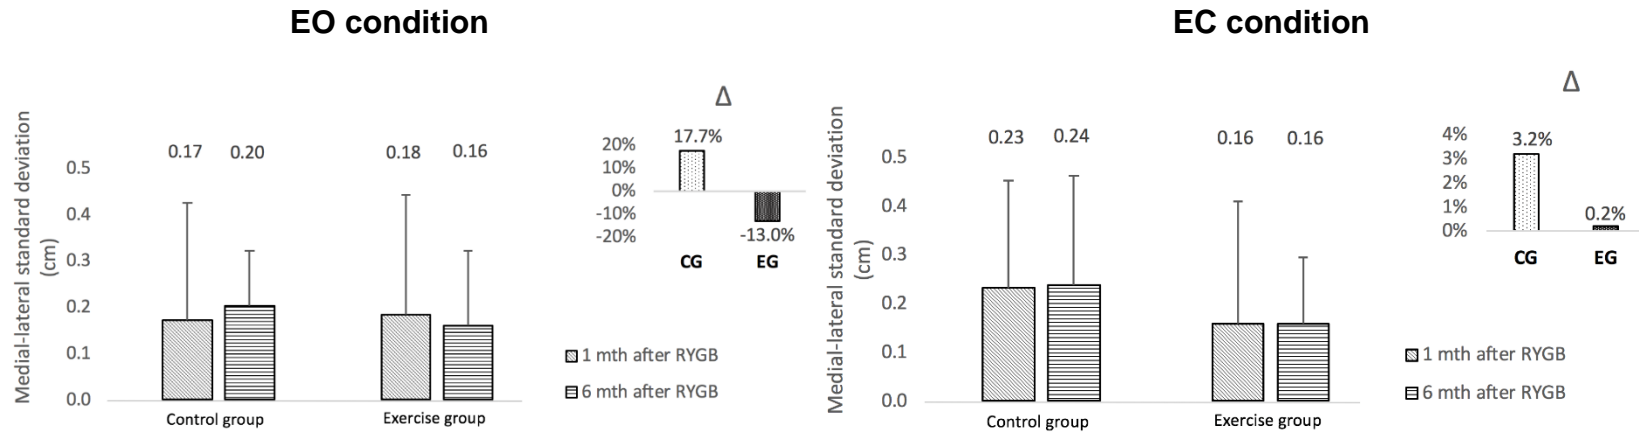 EO condition
Medial-lateral standard deviation
(cm)
0.5
0.4
0.3
0.2
0.1
0.0
0.17
0.20
0.18
0.16
Control group
Exercise group
Δ
20%
10%
0%
-10%
-20%
17.7%
-13.0%
CG
EG
1 mth after RYGB
6 mth after RYGB
EC condition
Medial-lateral standard deviation
(cm)
0.5
0.4
0.3
0.2
0.1
0.0
0.23
0.24
0.16
0.16
Control group
Exercise group
Δ
4%
3%
2%
1%
0%
3.2%
0.2%
CG
EG
1 mth after RYGB
6 mth after RYGB